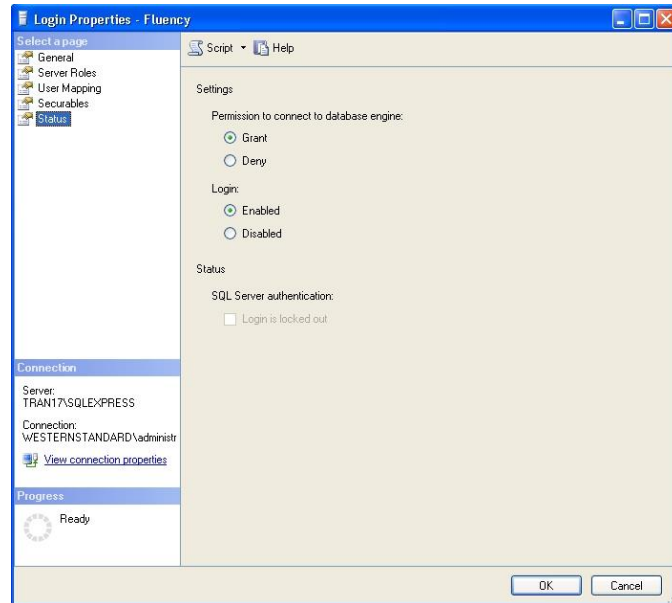 Login Properties - Fluency
Select a page
General
Server Roles
User Mapping
Securables
Status
Script
Help
Settings
Permission to connect to database engine:
Grant
Deny
Login:
Enabled
Disabled
Status
SQL Server authentication:
Login is locked out
Connection
Server:
TRAN17\SQLEXPRESS
Connection:
WESTERNSTANDARD\administr
View connection properties
Progress
Ready
OK
Cancel